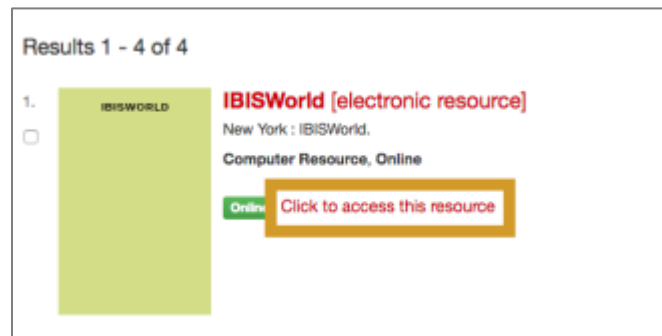 Results 1 - 4 of 4
1.
IBISWORLD
IBISWorld [electronic resource]
New York : IBISWorld.
Computer Resource, Online
Online Click to access this resource